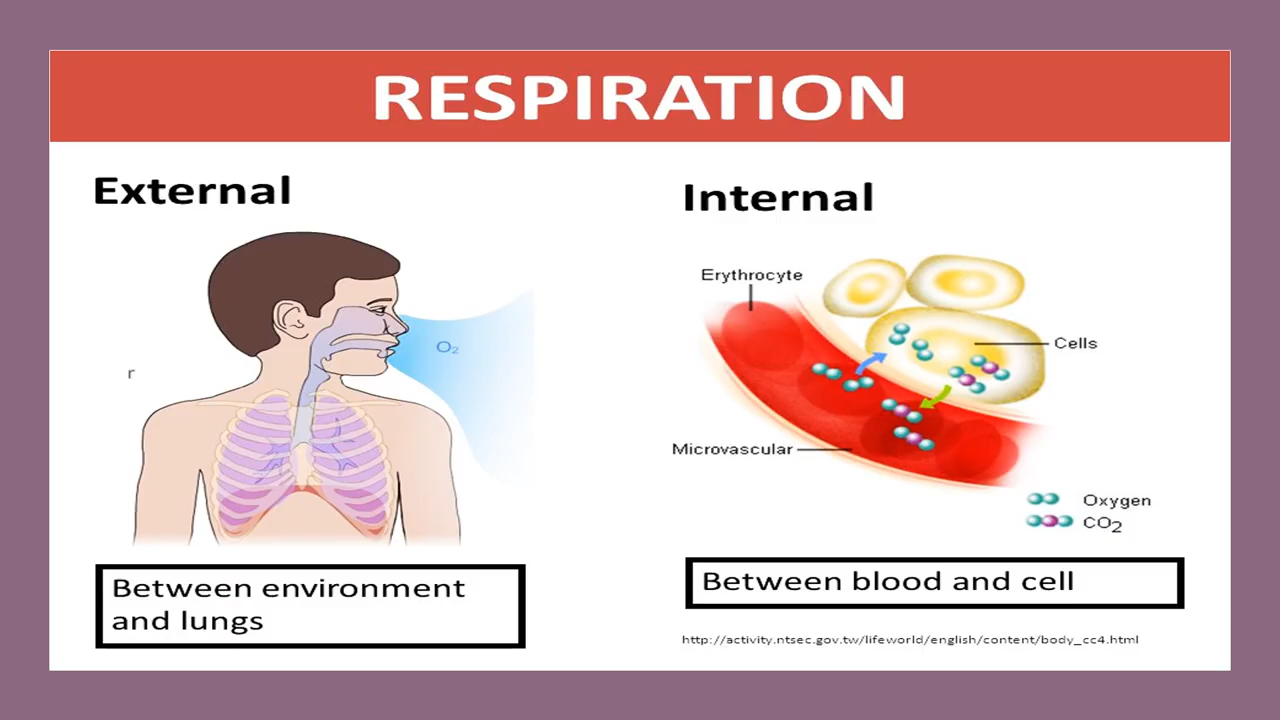 RESPIRATION
External
r
O₂
Between environment
and lungs
Internal
Erythrocyte
Cells
Microvascular
Oxygen
CO₂
Between blood and cell
http://activity.ntsec.gov.tw/lifeworld/english/content/body_cc4.html